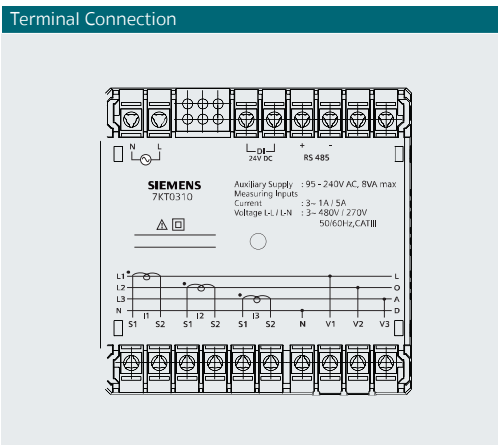 Terminal Connection
N L
DI
24V DC
+ -
RS 485
SIEMENS
7KT0310
Auxiliary Supply : 95 - 240V AC, 8VA max
Measuring Inputs
Current : 3~ 1A / 5A
Voltage L-L / L-N : 3~ 480V / 270V
50/60Hz,CATIII
L1 L
L2 O
L3 A
N D
I1 I2 I3
S1 S2 S1 S2 S1 S2 N V1 V2 V3